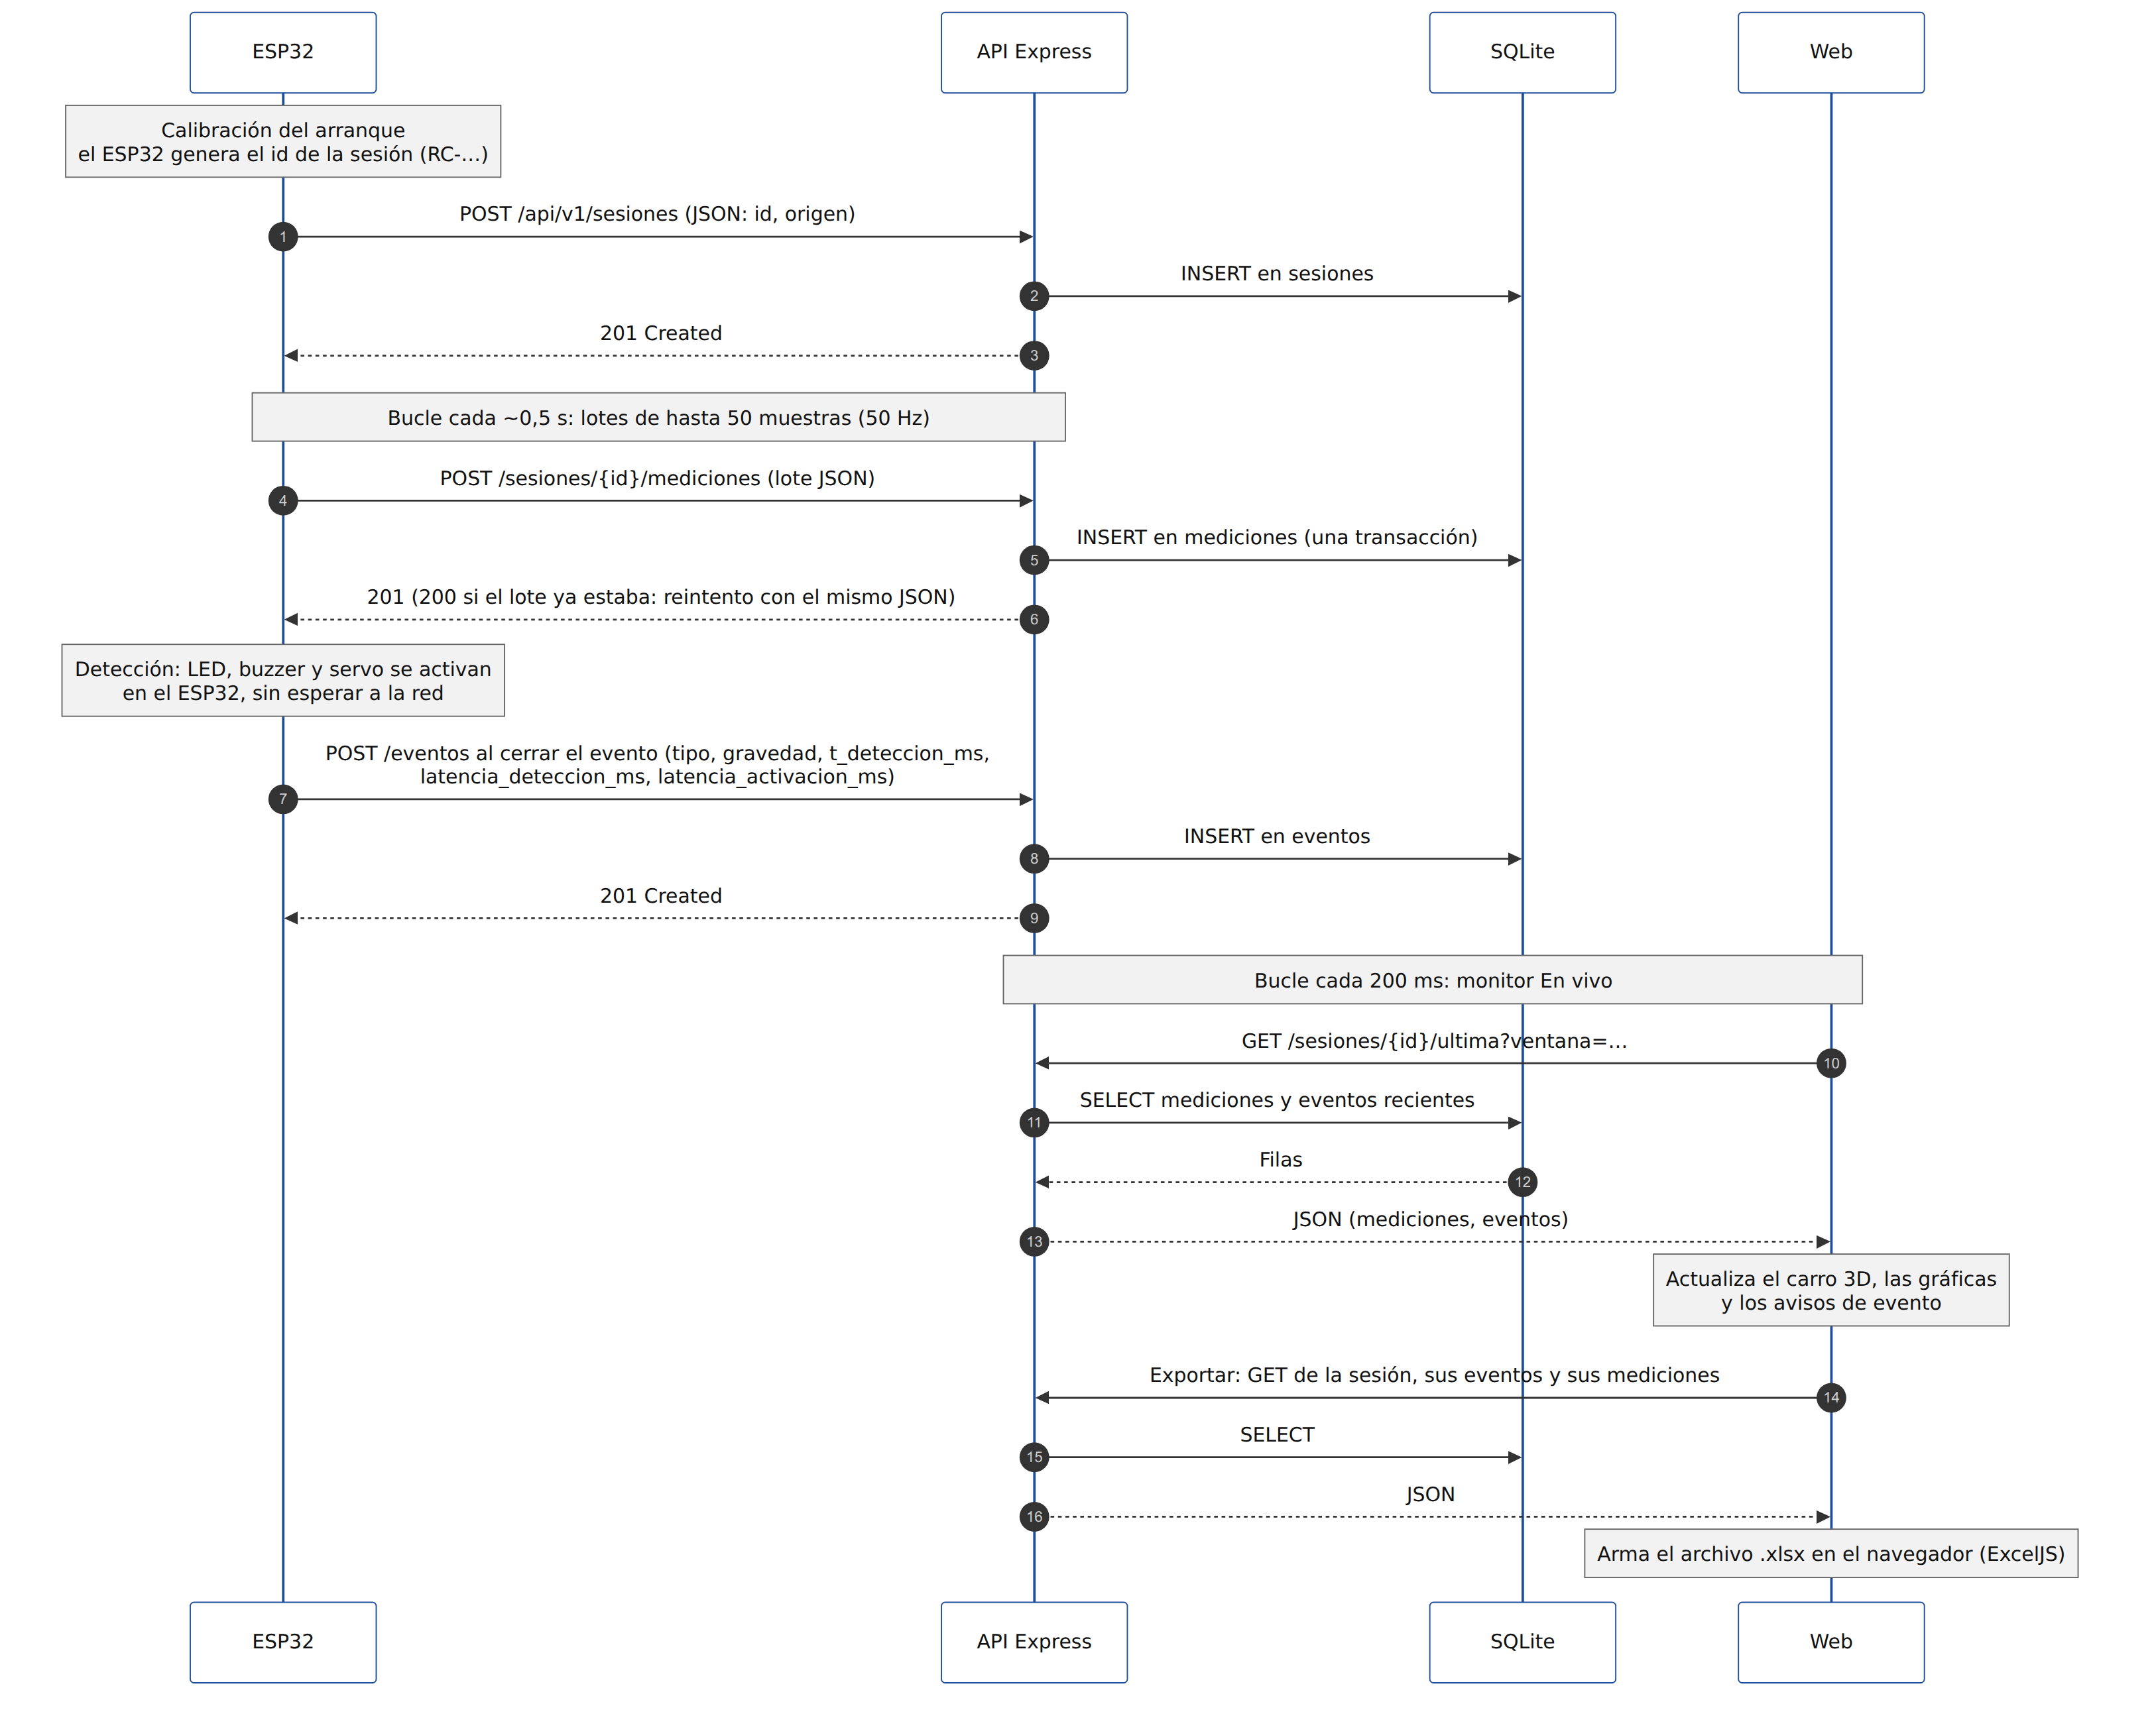 ESP32
API Express
SQLite
Web
Calibración del arranque
el ESP32 genera el id de la sesión (RC-...)
POST /api/v1/sesiones (JSON: id, origen)
1
INSERT en sesiones
2
201 Created
3
Bucle cada ~0,5 s: lotes de hasta 50 muestras (50 Hz)
POST /sesiones/{id}/mediciones (lote JSON)
4
INSERT en mediciones (una transacción)
5
201 (200 si el lote ya estaba: reintento con el mismo JSON)
6
Detección: LED, buzzer y servo se activan
en el ESP32, sin esperar a la red
POST /eventos al cerrar el evento (tipo, gravedad, t_deteccion_ms,
latencia_deteccion_ms, latencia_activacion_ms)
7
INSERT en eventos
8
201 Created
9
Bucle cada 200 ms: monitor En vivo
GET /sesiones/{id}/ultima?ventana=...
10
SELECT mediciones y eventos recientes
11
Filas
12
JSON (mediciones, eventos)
13
Actualiza el carro 3D, las gráficas
y los avisos de evento
Exportar: GET de la sesión, sus eventos y sus mediciones
14
SELECT
15
JSON
16
Arma el archivo .xlsx en el navegador (ExcelJS)
ESP32
API Express
SQLite
Web